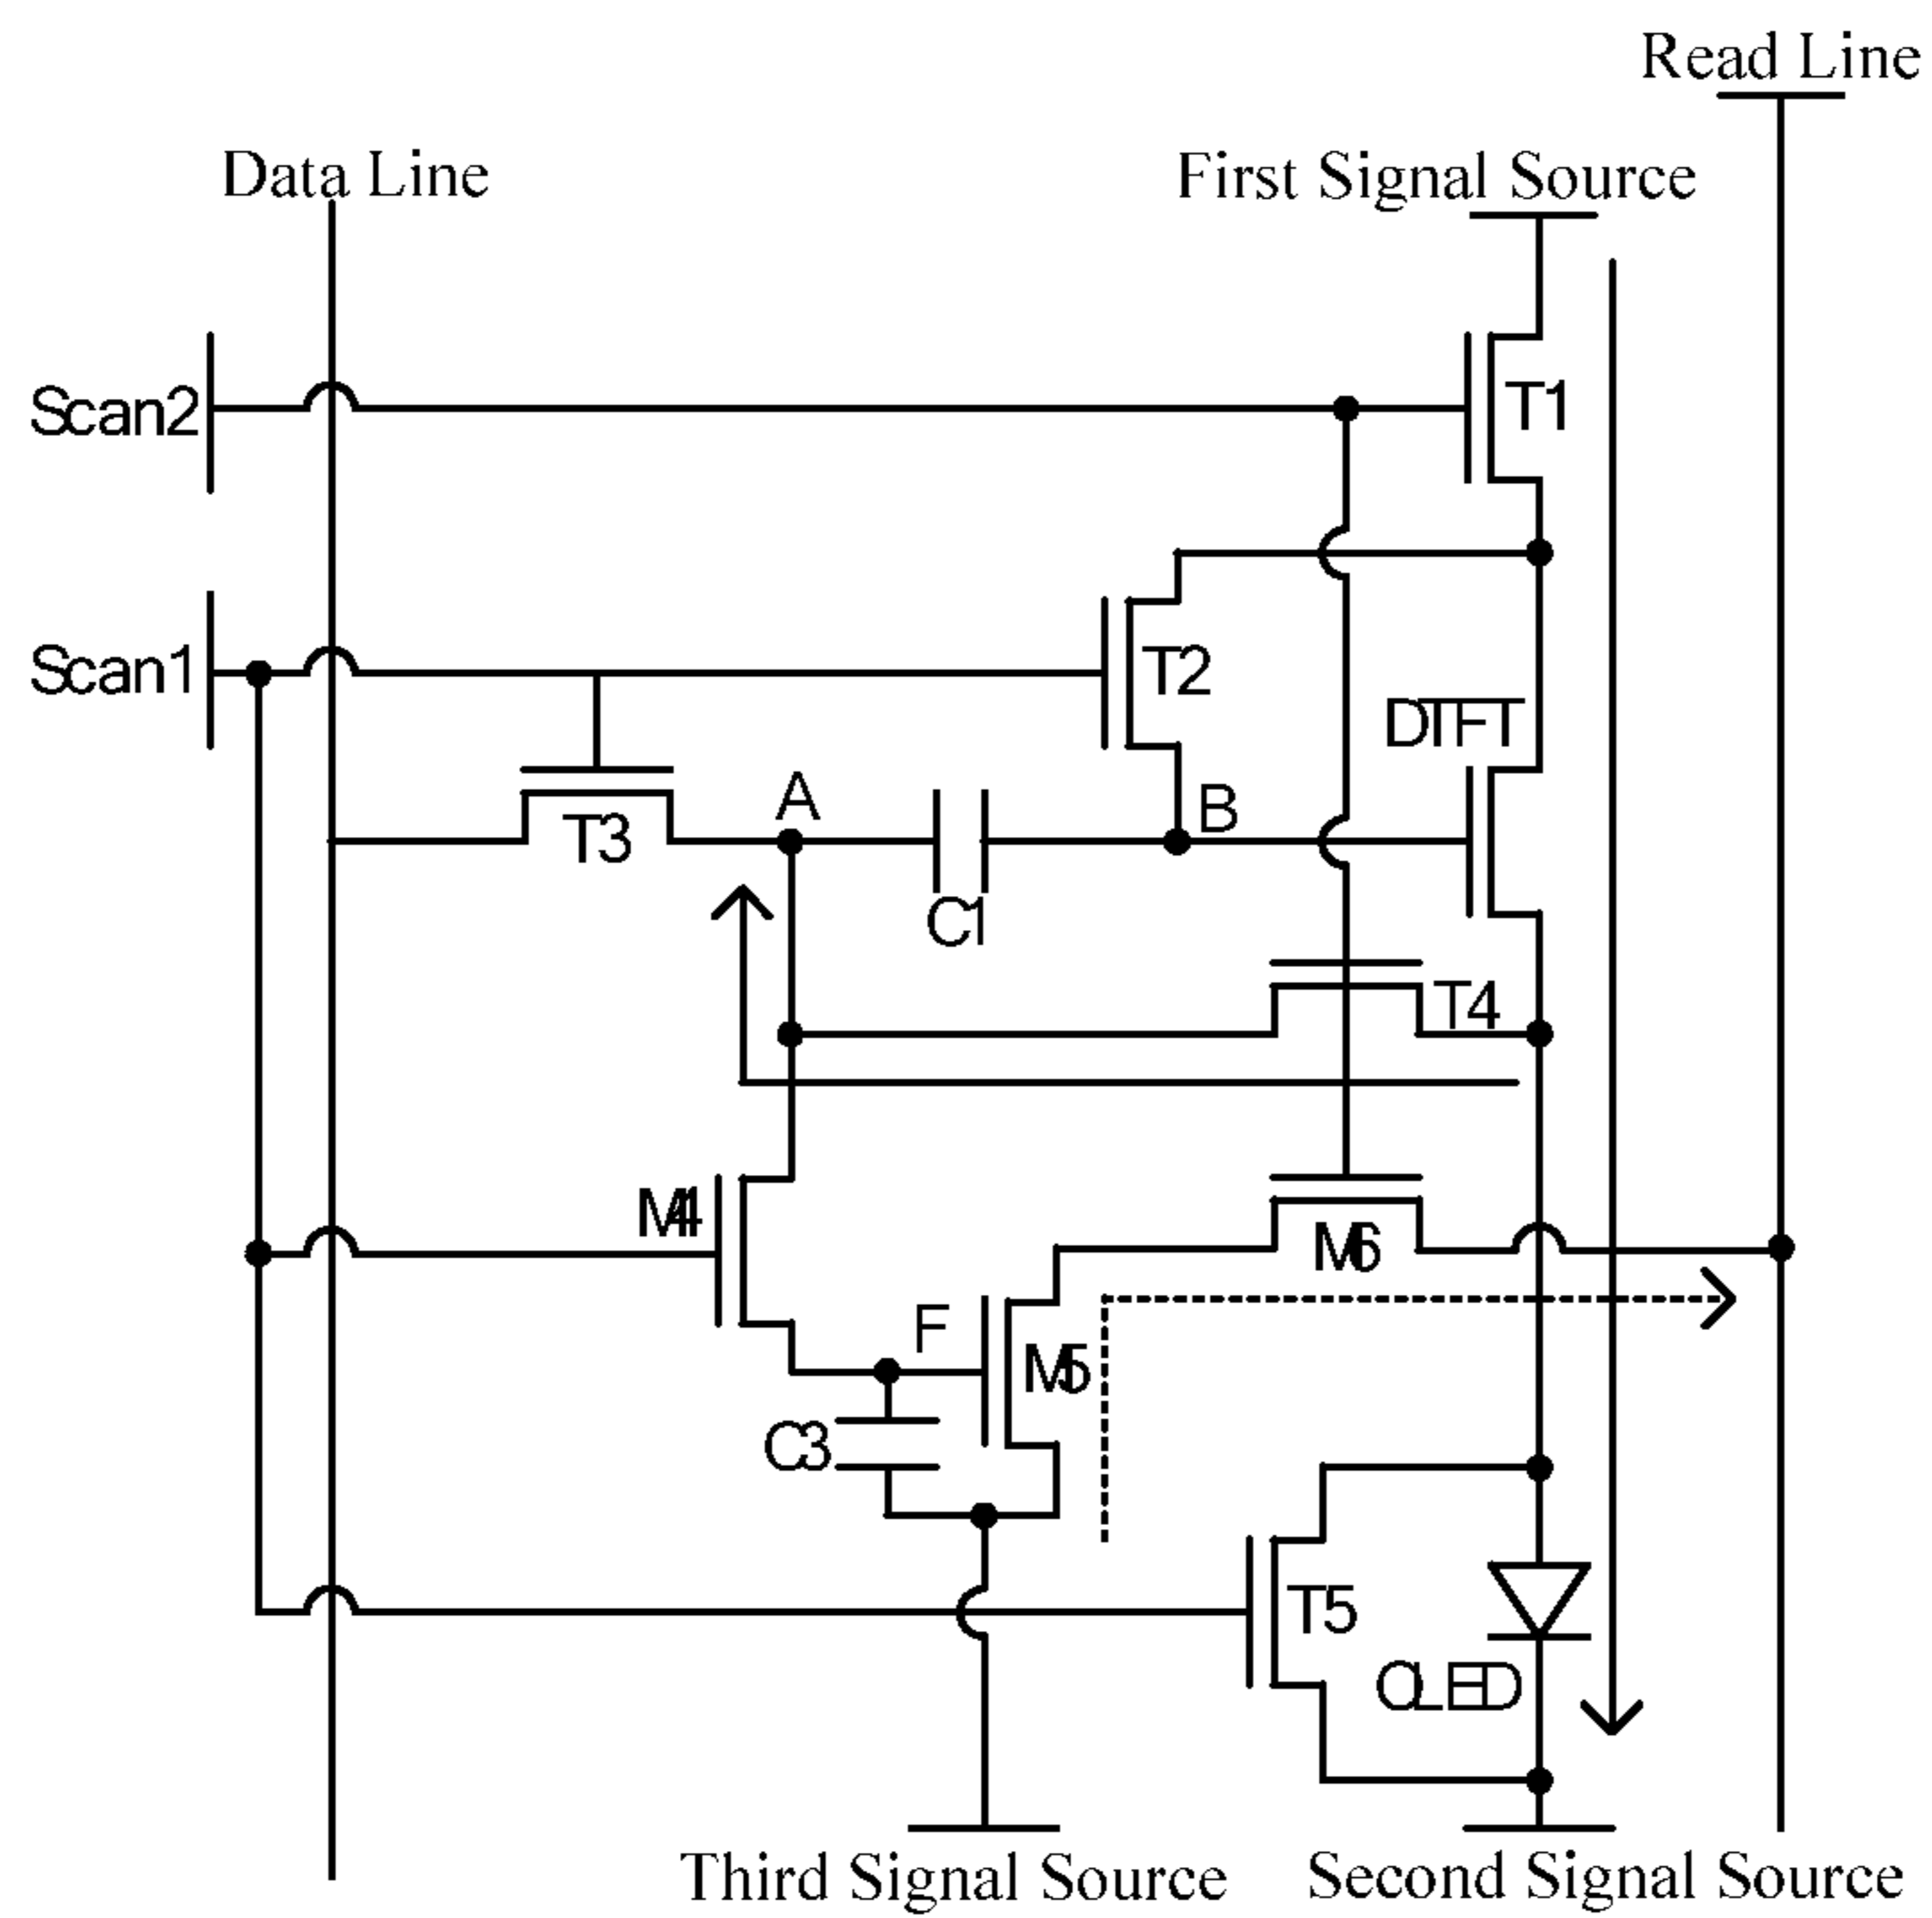 Read Line
Data Line
First Signal Source
Scan2
T1
Scan1
T2
DTFT
A
B
T3
C1
T4
M4
M6
F
M5
C3
T5
OLED
Third Signal Source
Second Signal Source